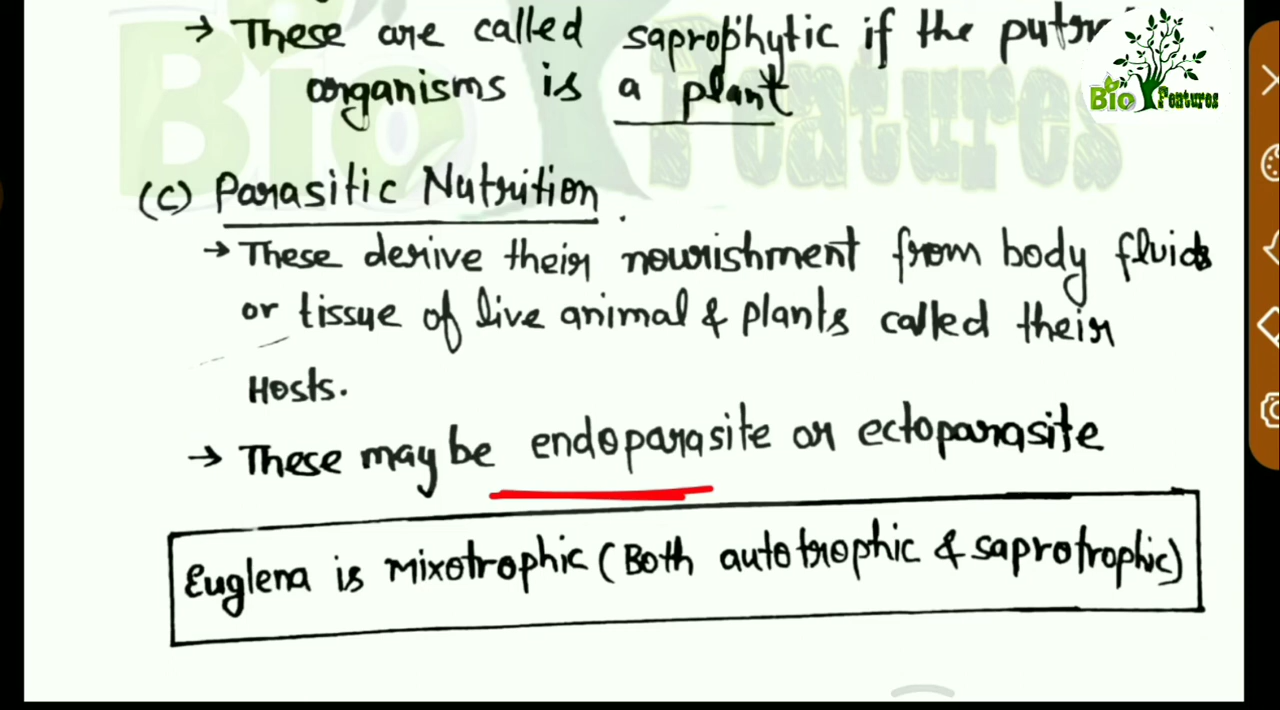 → These are called saprophytic if the
organisms is a plant
Bio Features
(C) Parasitic Nutrition
→ These derive their nourishment from body fluids
or tissue of live animal & plants called their
Hosts.
→ These may be endoparasite or ectoparasite
Euglena is mixotrophic (Both autotrophic & saprotrophic)